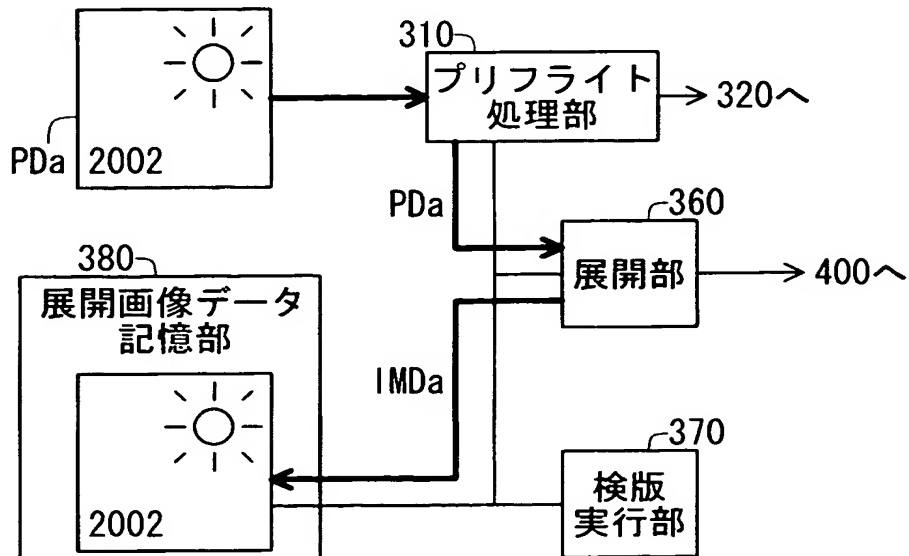 310
プリフライト
処理部
320へ
PDa
2002
PDa
360
展開部
400へ
380
展開画像データ
記憶部
IMDa
2002
370
検版
実行部